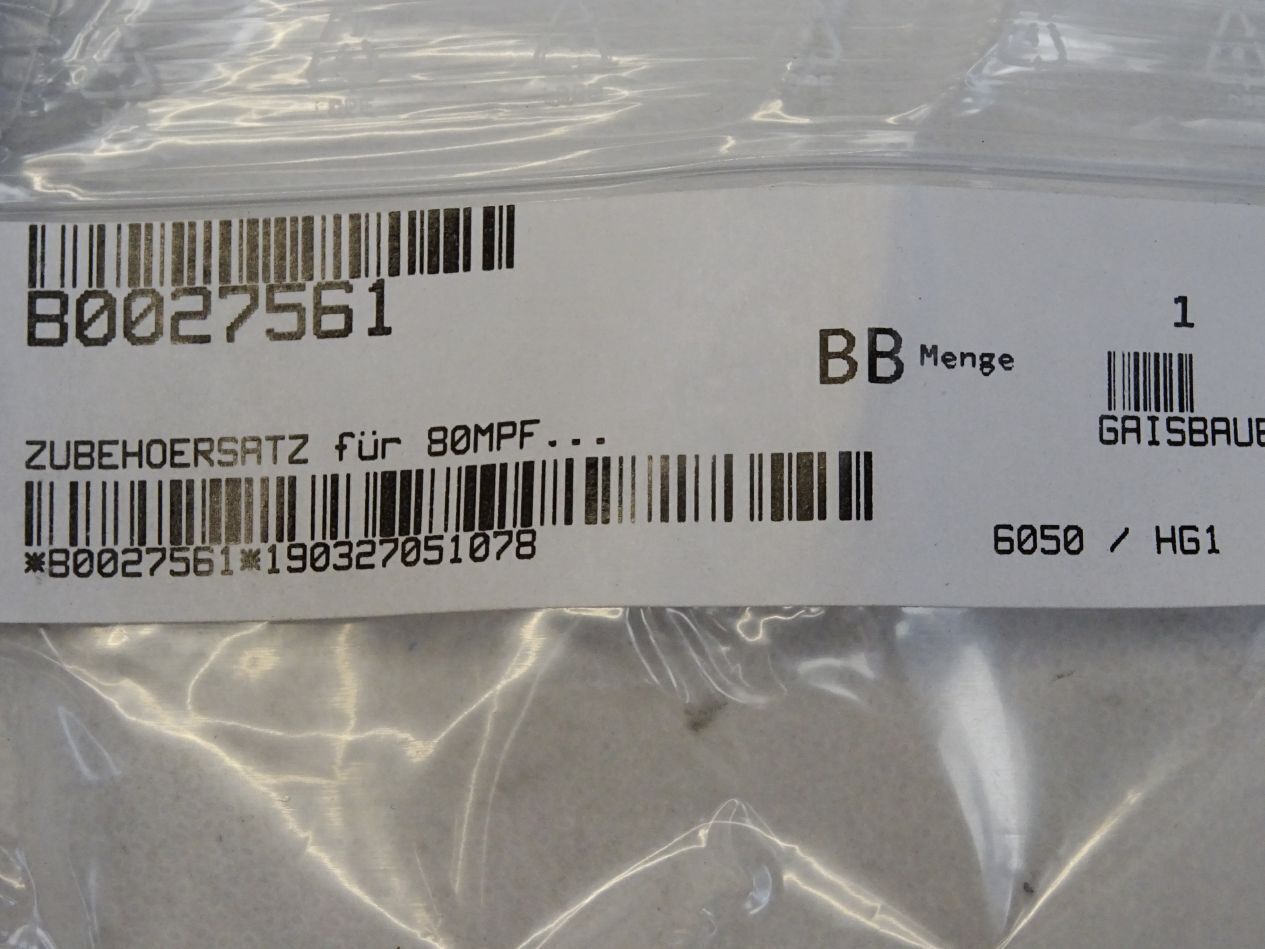 B0027561
1
BB Menge
GAISBAUE
ZUBEHOERSATZ für 80MPF...
*B0027561*190327051078
6050 / HG1